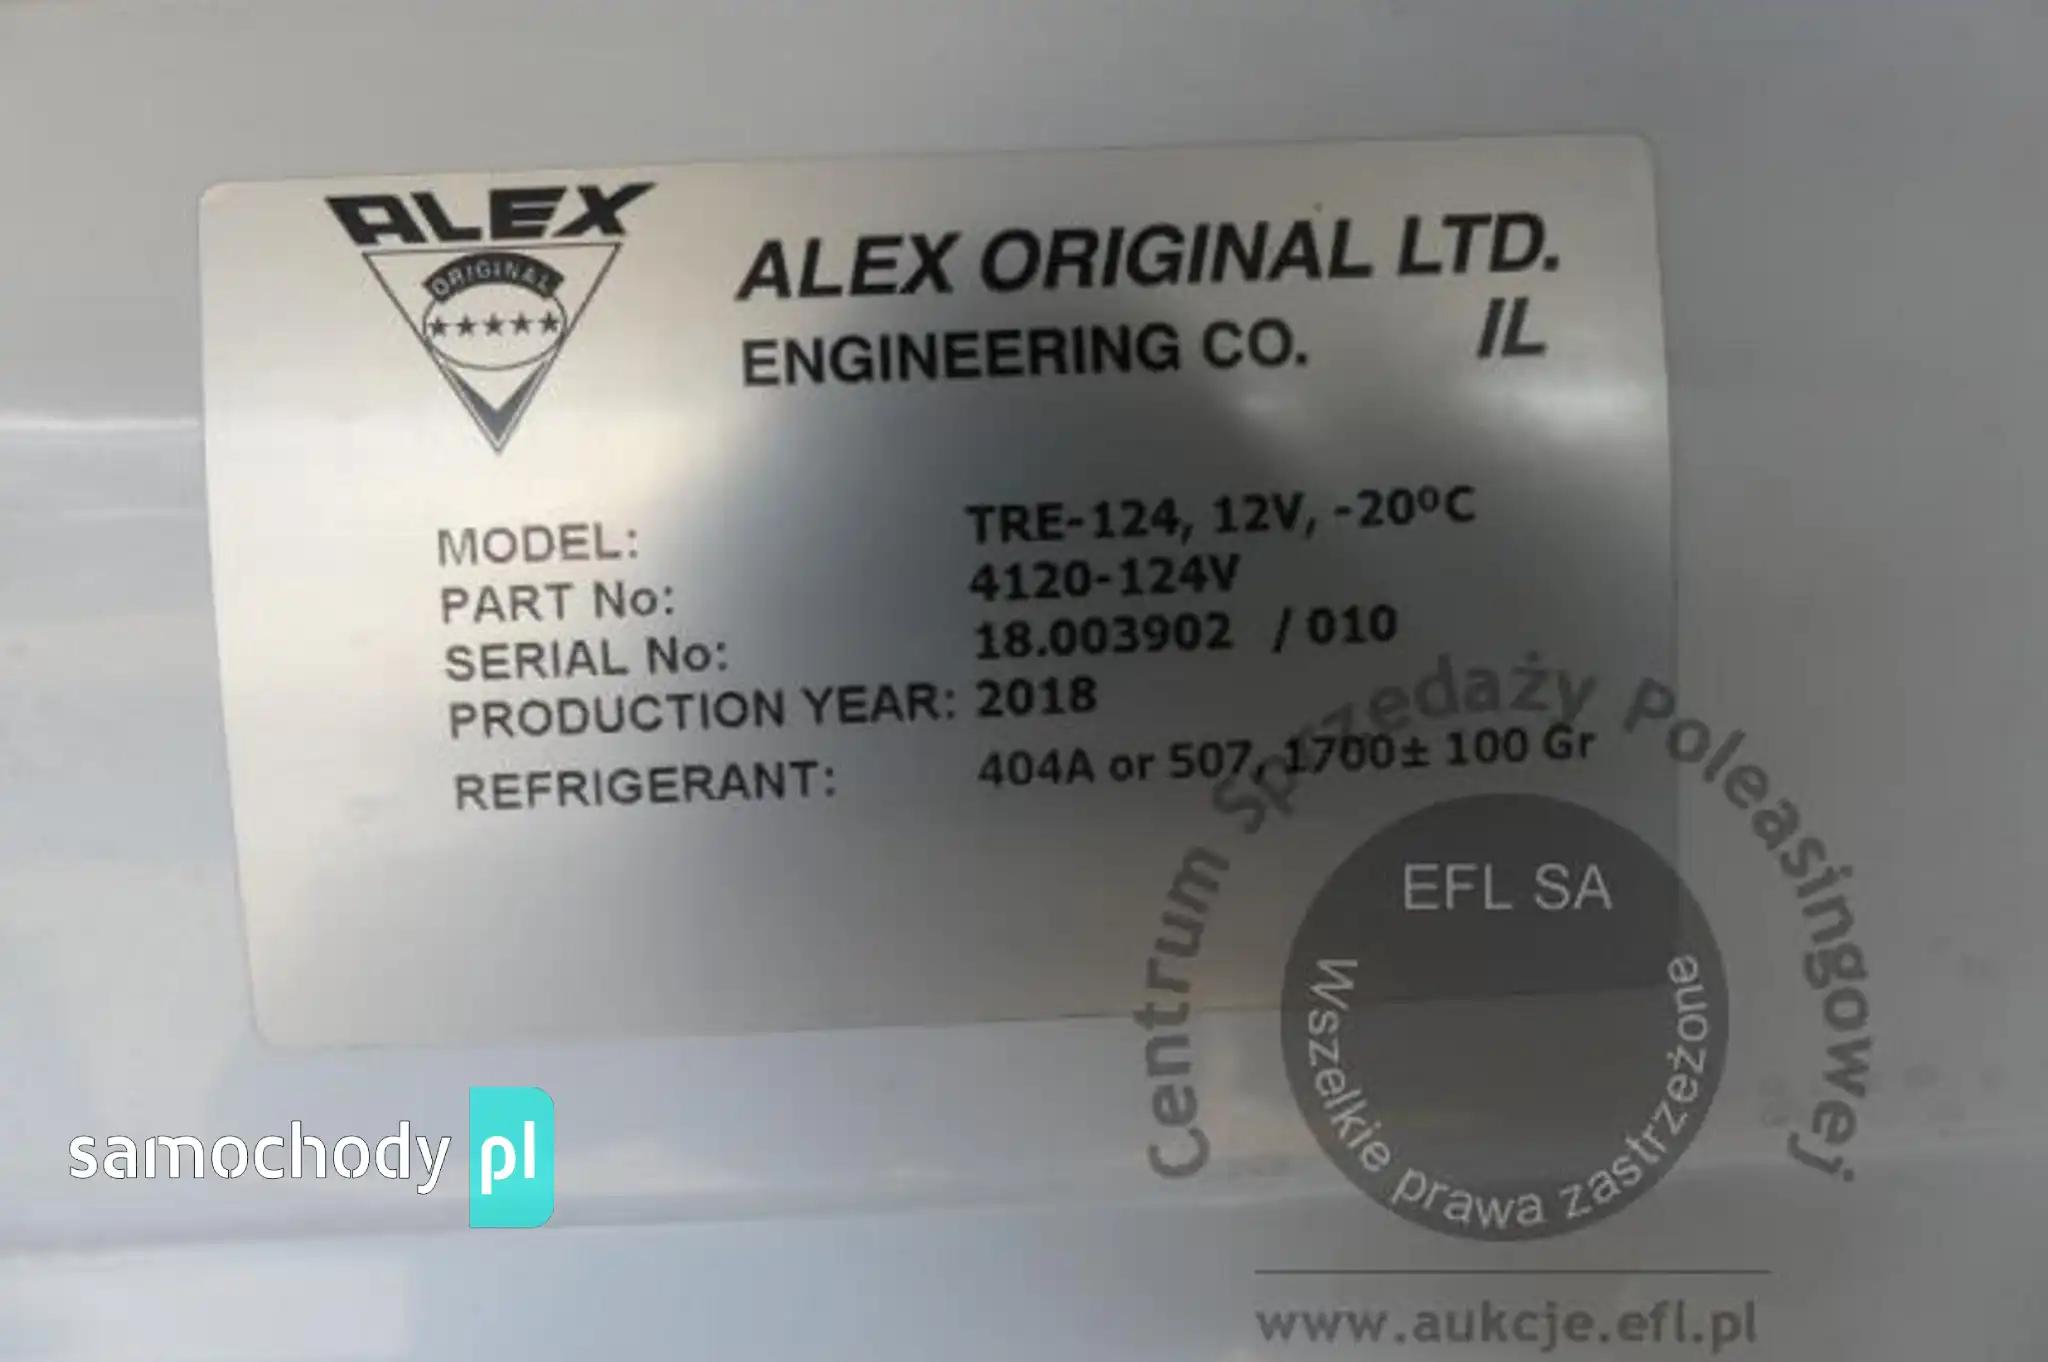 ALEX
ORIGINAL
★★★★★
ALEX ORIGINAL LTD.
ENGINEERING CO. IL
MODEL: TRE-124, 12V, -20ºC
PART No: 4120-124V
SERIAL No: 18.003902 / 010
PRODUCTION YEAR: 2018
REFRIGERANT: 404A or 507, 1700± 100 Gr
Centrum Sprzedaży Poleasingowej
EFL SA
Wszelkie prawa zastrzeżone
www.aukcje.efl.pl
samochody pl